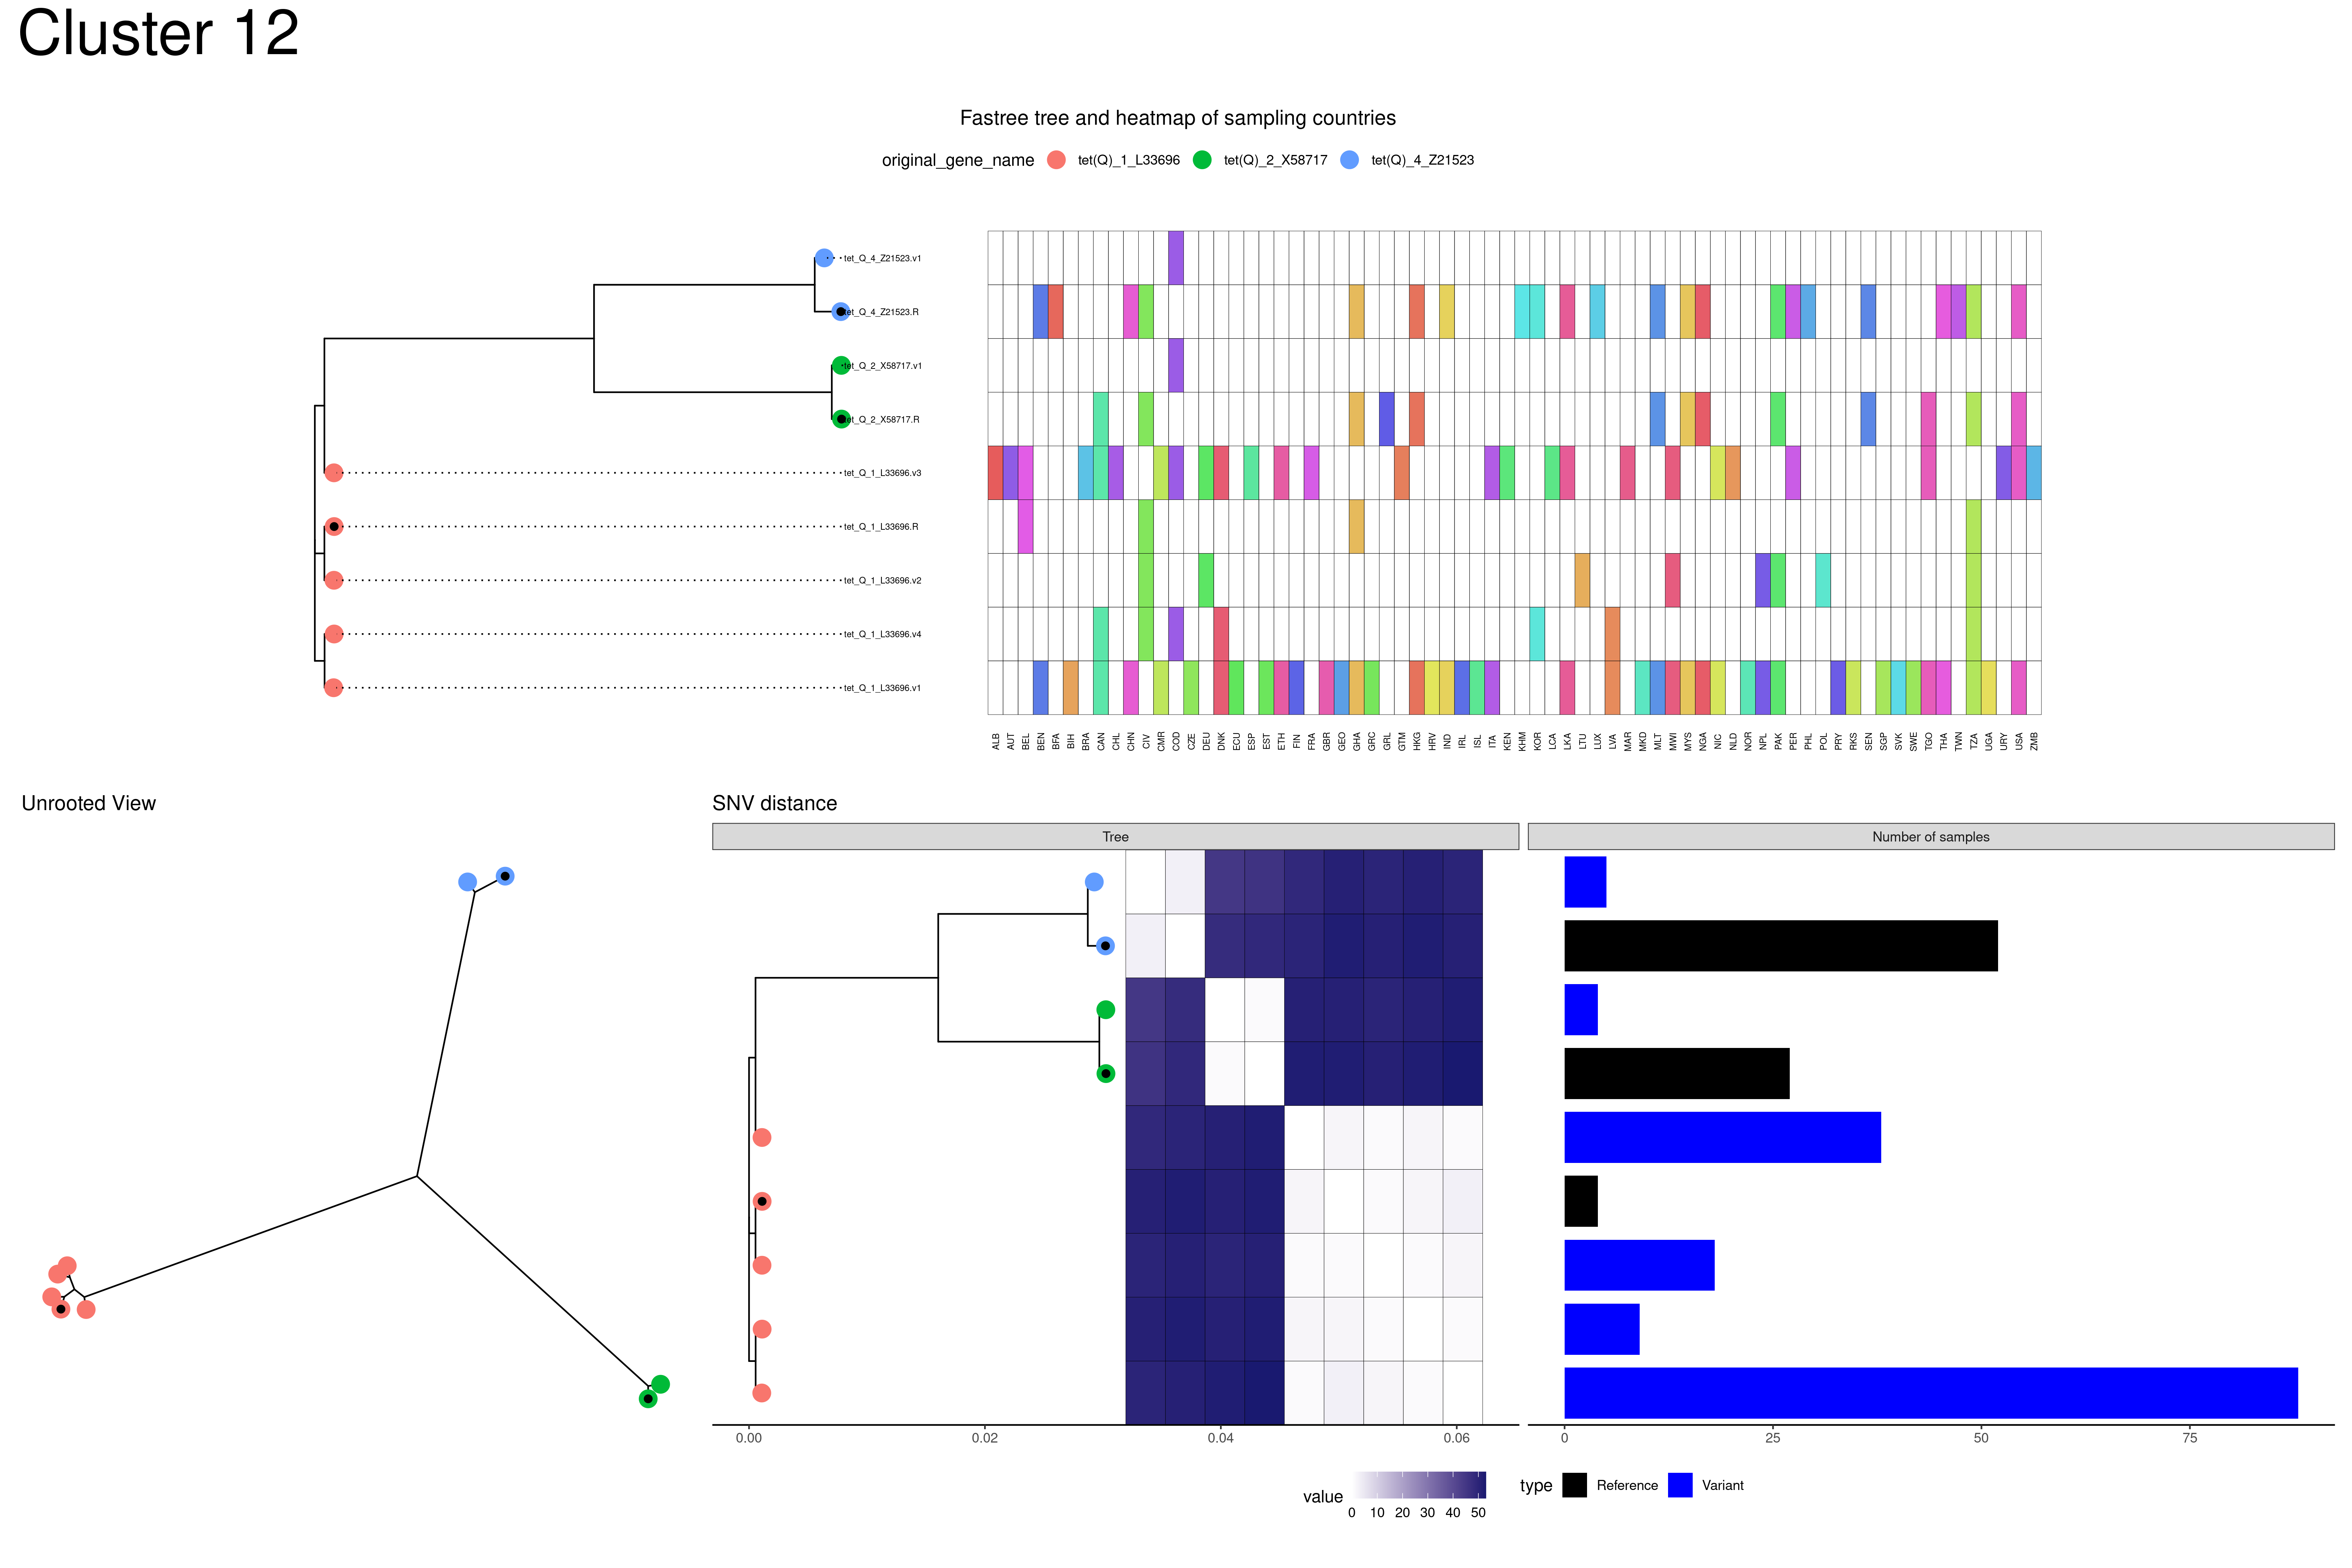 Cluster 12
Fastree tree and heatmap of sampling countries
original_gene_name tet(Q)_1_L33696 tet(Q)_2_X58717 tet(Q)_4_Z21523
tet_Q_4_Z21523.v1
tet_Q_4_Z21523.R
tet_Q_2_X58717.v1
tet_Q_2_X58717.R
tet_Q_1_L33696.v3
tet_Q_1_L33696.R
tet_Q_1_L33696.v2
tet_Q_1_L33696.v4
tet_Q_1_L33696.v1
ALB AUT BEL BEN BFA BIH BRA CAN CHL CHN CIV CMR COD CZE DEU DNK ECU ESP EST ETH FIN FRA GBR GEO GHA GRC GRL GTM HKG HRV IND IRL ISL ITA KEN KHM KOR LCA LKA LTU LUX LVA MAR MKD MLT MWI MYS NGA NIC NLD NOR NPL PAK PER PHL POL PRY RKS SEN SGP SVK SWE TGO THA TWN TZA UGA URY USA ZMB
Unrooted View
SNV distance
Tree
Number of samples
0.00 0.02 0.04 0.06
0 25 50 75
value
0 10 20 30 40 50
type Reference Variant